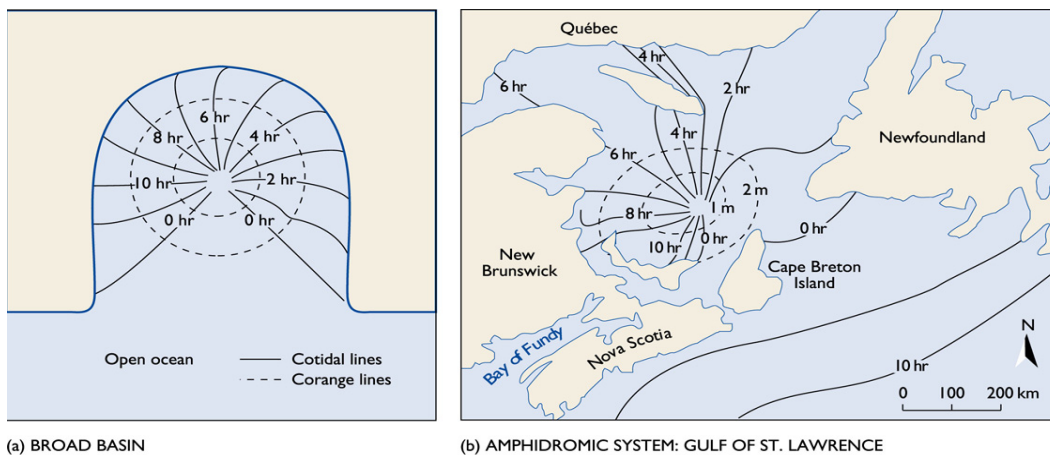 6 hr
8 hr
4 hr
10 hr
2 hr
0 hr
0 hr
Open ocean
Cotidal lines
Corange lines
(a) BROAD BASIN
Québec
4 hr
6 hr
2 hr
4 hr
Newfoundland
6 hr
2 m
1 m
8 hr
0 hr
10 hr
0 hr
New
Brunswick
Cape Breton
Island
Bay of Fundy
Nova Scotia
N
10 hr
0 100 200 km
(b) AMPHIDROMIC SYSTEM: GULF OF ST. LAWRENCE